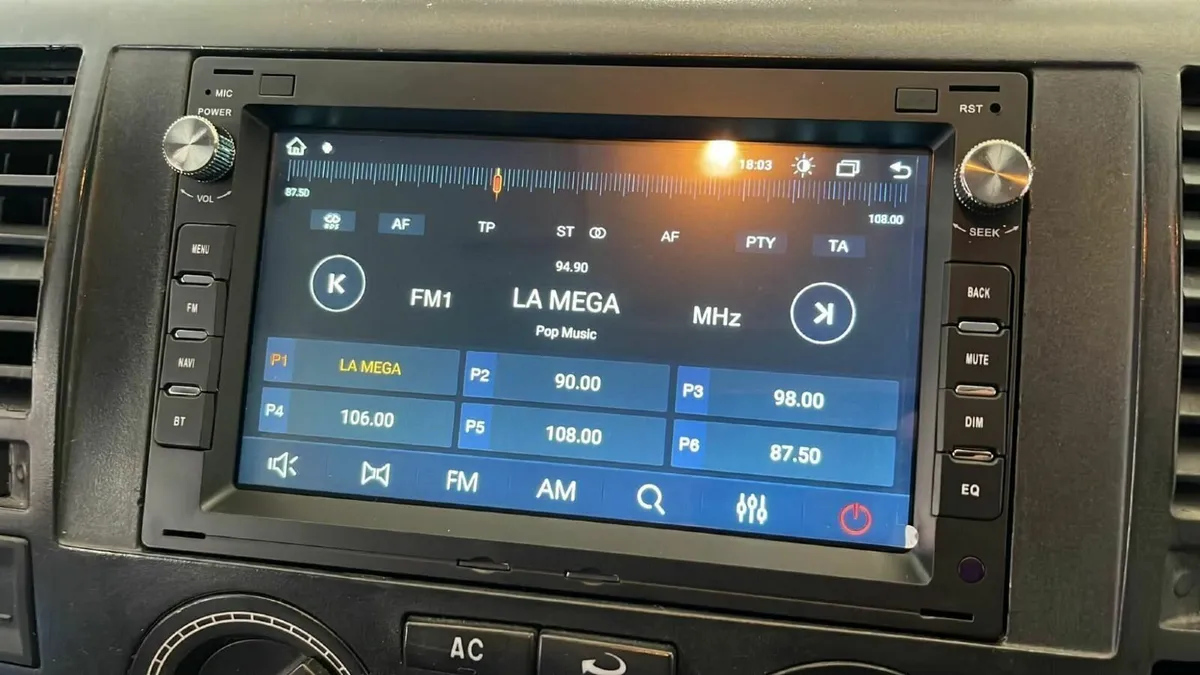 MIC
POWER
VOL
MENU
FM
NAVI
BT
18:03
87.50
108.00
RDS
AF
TP
ST
AF
PTY
TA
94.90
FM1
LA MEGA
MHz
Pop Music
P1 LA MEGA
P2 90.00
P3 98.00
P4 106.00
P5 108.00
P6 87.50
FM
AM
RST
SEEK
BACK
MUTE
DIM
EQ
AC